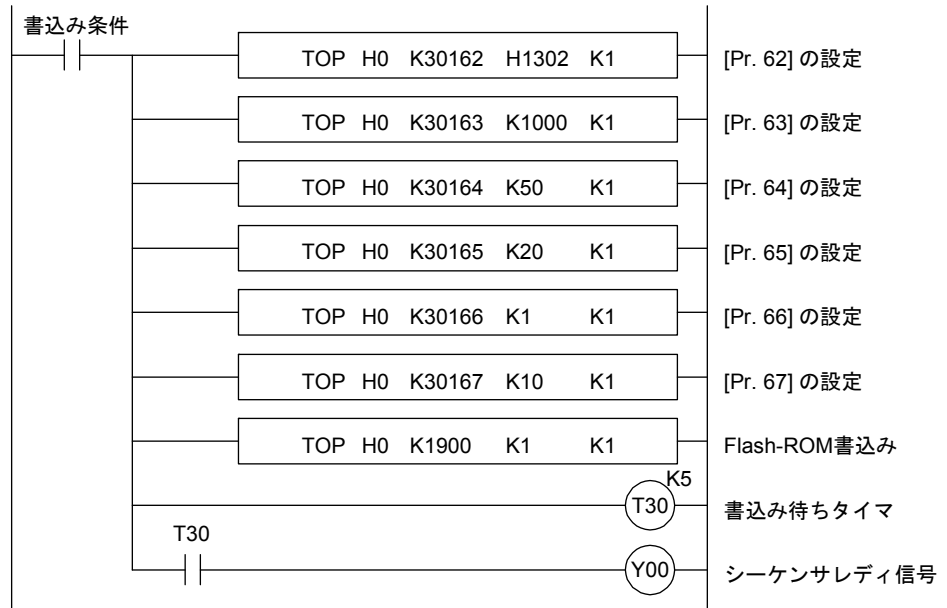 書込み条件
TOP H0 K30162 H1302 K1 [Pr. 62] の設定
TOP H0 K30163 K1000 K1 [Pr. 63] の設定
TOP H0 K30164 K50 K1 [Pr. 64] の設定
TOP H0 K30165 K20 K1 [Pr. 65] の設定
TOP H0 K30166 K1 K1 [Pr. 66] の設定
TOP H0 K30167 K10 K1 [Pr. 67] の設定
TOP H0 K1900 K1 K1 Flash-ROM書込み
K5
T30 書込み待ちタイマ
T30
Y00 シーケンサレディ信号